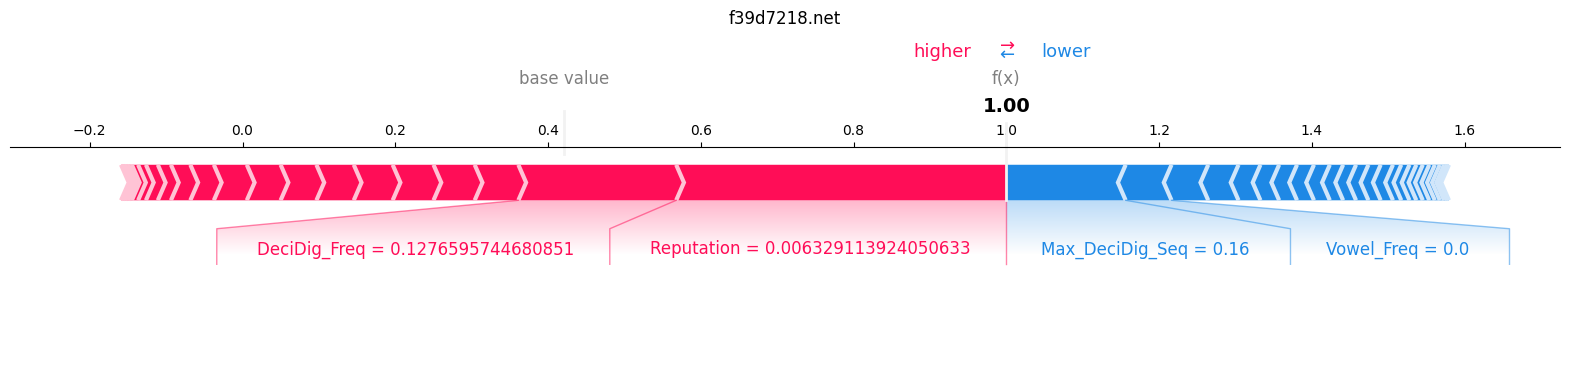 f39d7218.net
higher ⇄ lower
base value f(x)
1.00
−0.2 0.0 0.2 0.4 0.6 0.8 1 0 1.2 1.4 1.6
DeciDig_Freq = 0.1276595744680851 Reputation = 0.006329113924050633 Max_DeciDig_Seq = 0.16 Vowel_Freq = 0.0